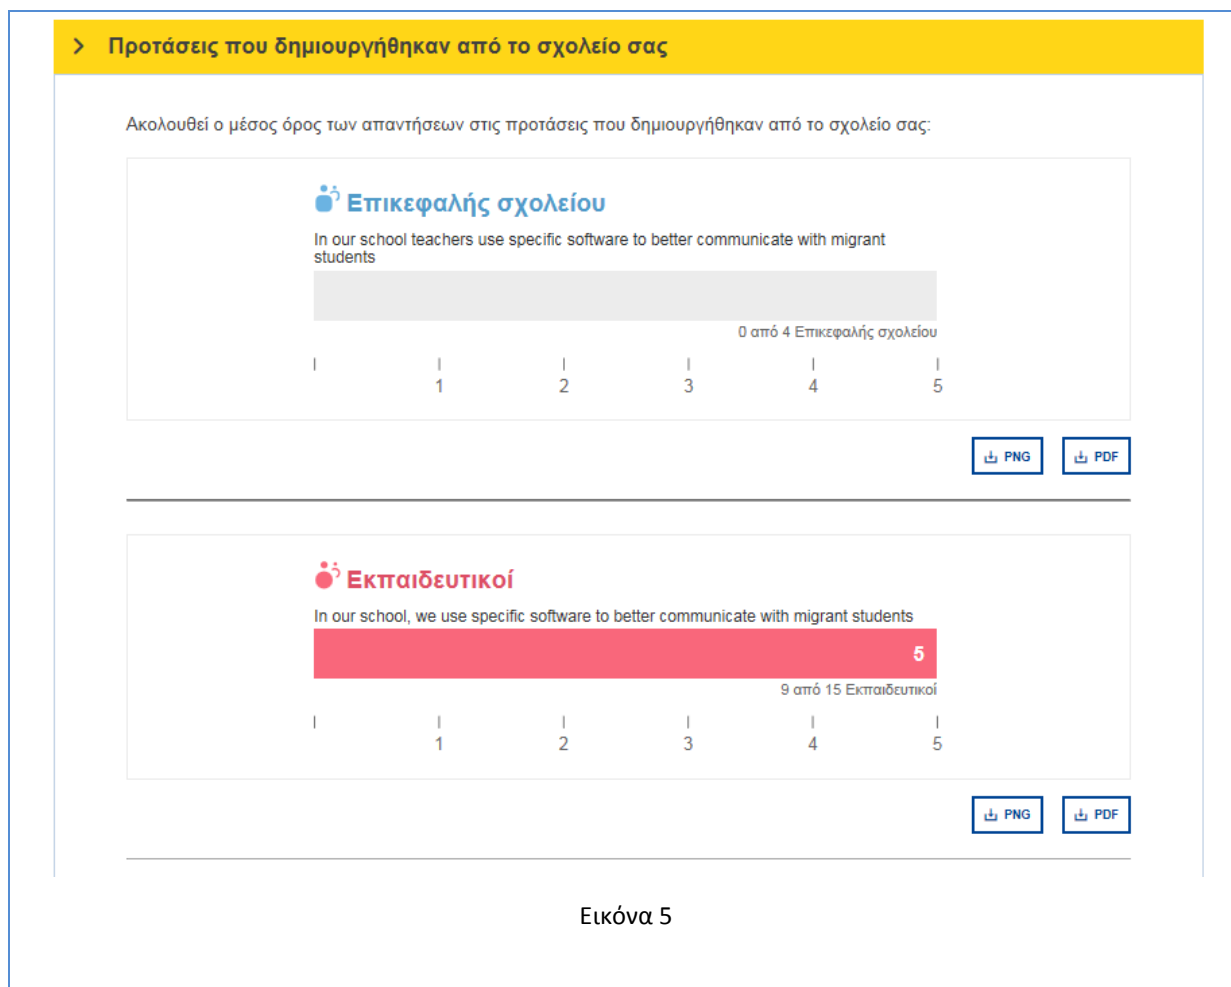 Προτάσεις που δημιουργήθηκαν από το σχολείο σας
Ακολουθεί ο μέσος όρος των απαντήσεων στις προτάσεις που δημιουργήθηκαν από το σχολείο σας:
Επικεφαλής σχολείου
In our school teachers use specific software to better communicate with migrant
students
0 από 4 Επικεφαλής σχολείου
1 2 3 4 5
PNG PDF
Εκπαιδευτικοί
In our school, we use specific software to better communicate with migrant students
5
9 από 15 Εκπαιδευτικοί
1 2 3 4 5
PNG PDF
Εικόνα 5